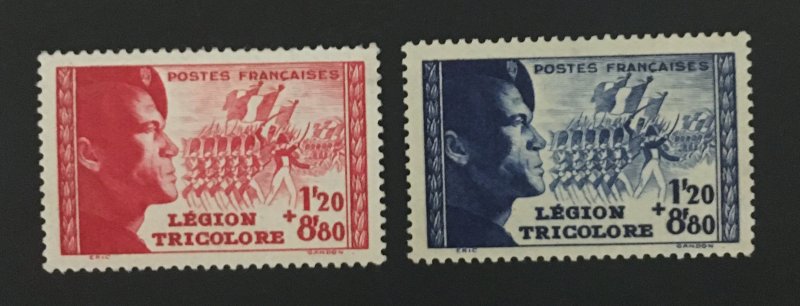 POSTES FRANÇAISES
1ᶠ20
LÉGION +
TRICOLORE 8ᶠ80
ERIC GANDON
POSTES FRANÇAISES
1ᶠ20
LÉGION +
TRICOLORE 8ᶠ80
ERIC GANDON